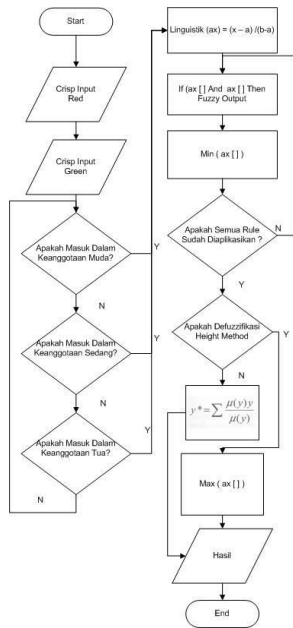 Start
Crisp Input
Red
Crisp Input
Green
Apakah Masuk Dalam
Keanggotaan Muda?
Y
N
Apakah Masuk Dalam
Keanggotaan Sedang?
Y
N
Apakah Masuk Dalam
Keanggotaan Tua?
Y
N
Linguistik (ax) = (x – a) /(b-a)
If (ax [ ] And ax [ ] Then
Fuzzy Output
Min ( ax [ ] )
Apakah Semua Rule
Sudah Diaplikasikan ?
N
Y
Apakah Defuzzifikasi
Height Method
Y
N
y* = ∑ μ(y)y / μ(y)
Max ( ax [ ] )
Hasil
End